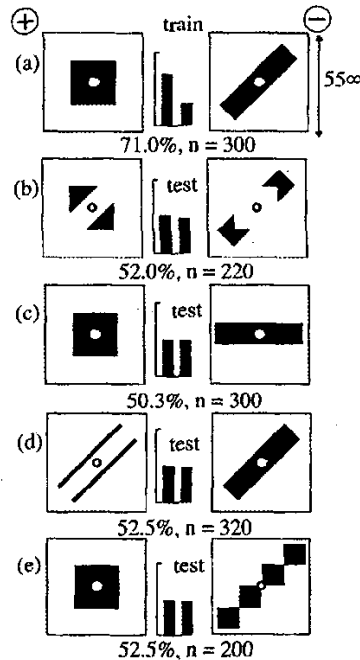 + train −
(a)
55∞
71.0%, n = 300
(b) test
52.0%, n = 220
(c) test
50.3%, n = 300
(d) test
52.5%, n = 320
(e) test
52.5%, n = 200